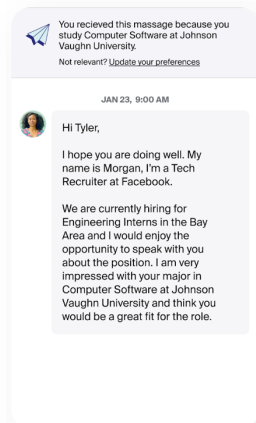 You recieved this massage because you
study Computer Software at Johnson
Vaughn University.
Not relevant? Update your preferences
JAN 23, 9:00 AM
Hi Tyler,
I hope you are doing well. My
name is Morgan, I'm a Tech
Recruiter at Facebook.
We are currently hiring for
Engineering Interns in the Bay
Area and I would enjoy the
opportunity to speak with you
about the position. I am very
impressed with your major in
Computer Software at Johnson
Vaughn University and think you
would be a great fit for the role.